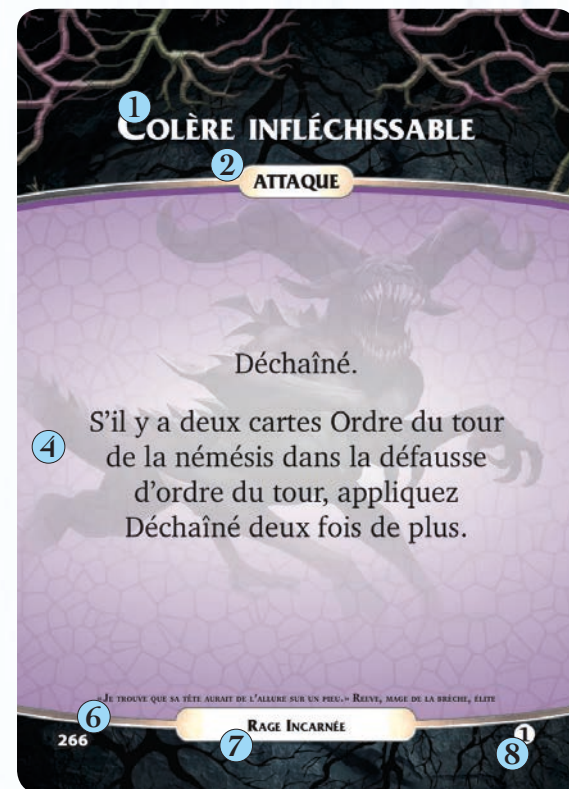 1
COLÈRE INFLÉCHISSABLE
2
ATTAQUE
Déchaîné.
S'il y a deux cartes Ordre du tour
4
de la némésis dans la défausse
d'ordre du tour, appliquez
Déchaîné deux fois de plus.
«Je trouve que sa tête aurait de l'allure sur un pieu.» Reeve, mage de la brèche, élite
6
RAGE INCARNÉE
1
266
7
8